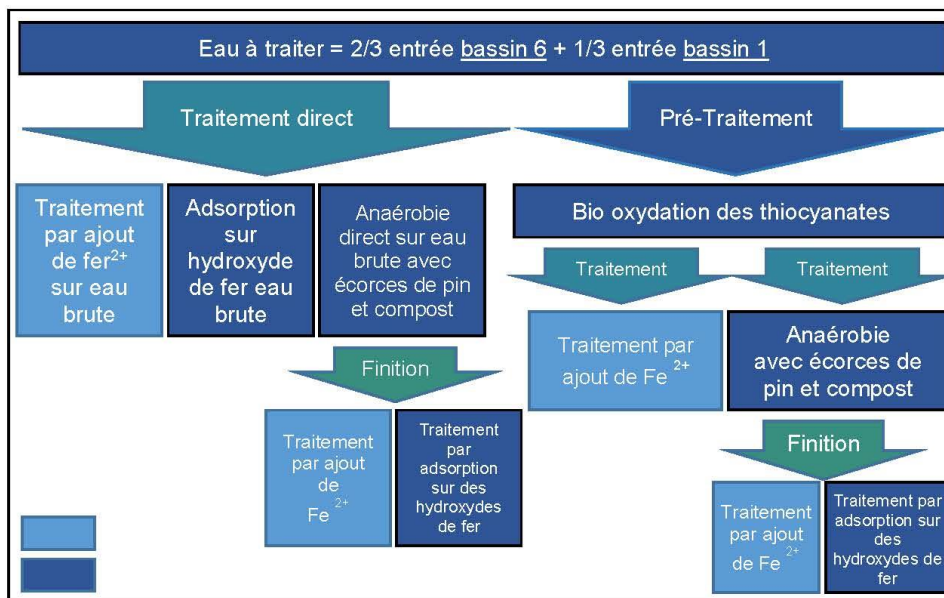 Eau à traiter = 2/3 entrée bassin 6 + 1/3 entrée bassin 1
Traitement direct
Pré-Traitement
Traitement
par ajout
de fer²⁺
sur eau
brute
Adsorption
sur
hydroxyde
de fer eau
brute
Anaérobie
direct sur eau
brute avec
écorces de pin
et compost
Bio oxydation des thiocyanates
Traitement
Traitement
Traitement par
ajout de Fe ²⁺
Anaérobie
avec écorces de
pin et compost
Finition
Traitement
par ajout
de
Fe ²⁺
Traitement
par
adsorption
sur des
hydroxydes
de fer
Finition
Traitement
par ajout
de Fe ²⁺
Traitement par
adsorption sur
des
hydroxydes de
fer